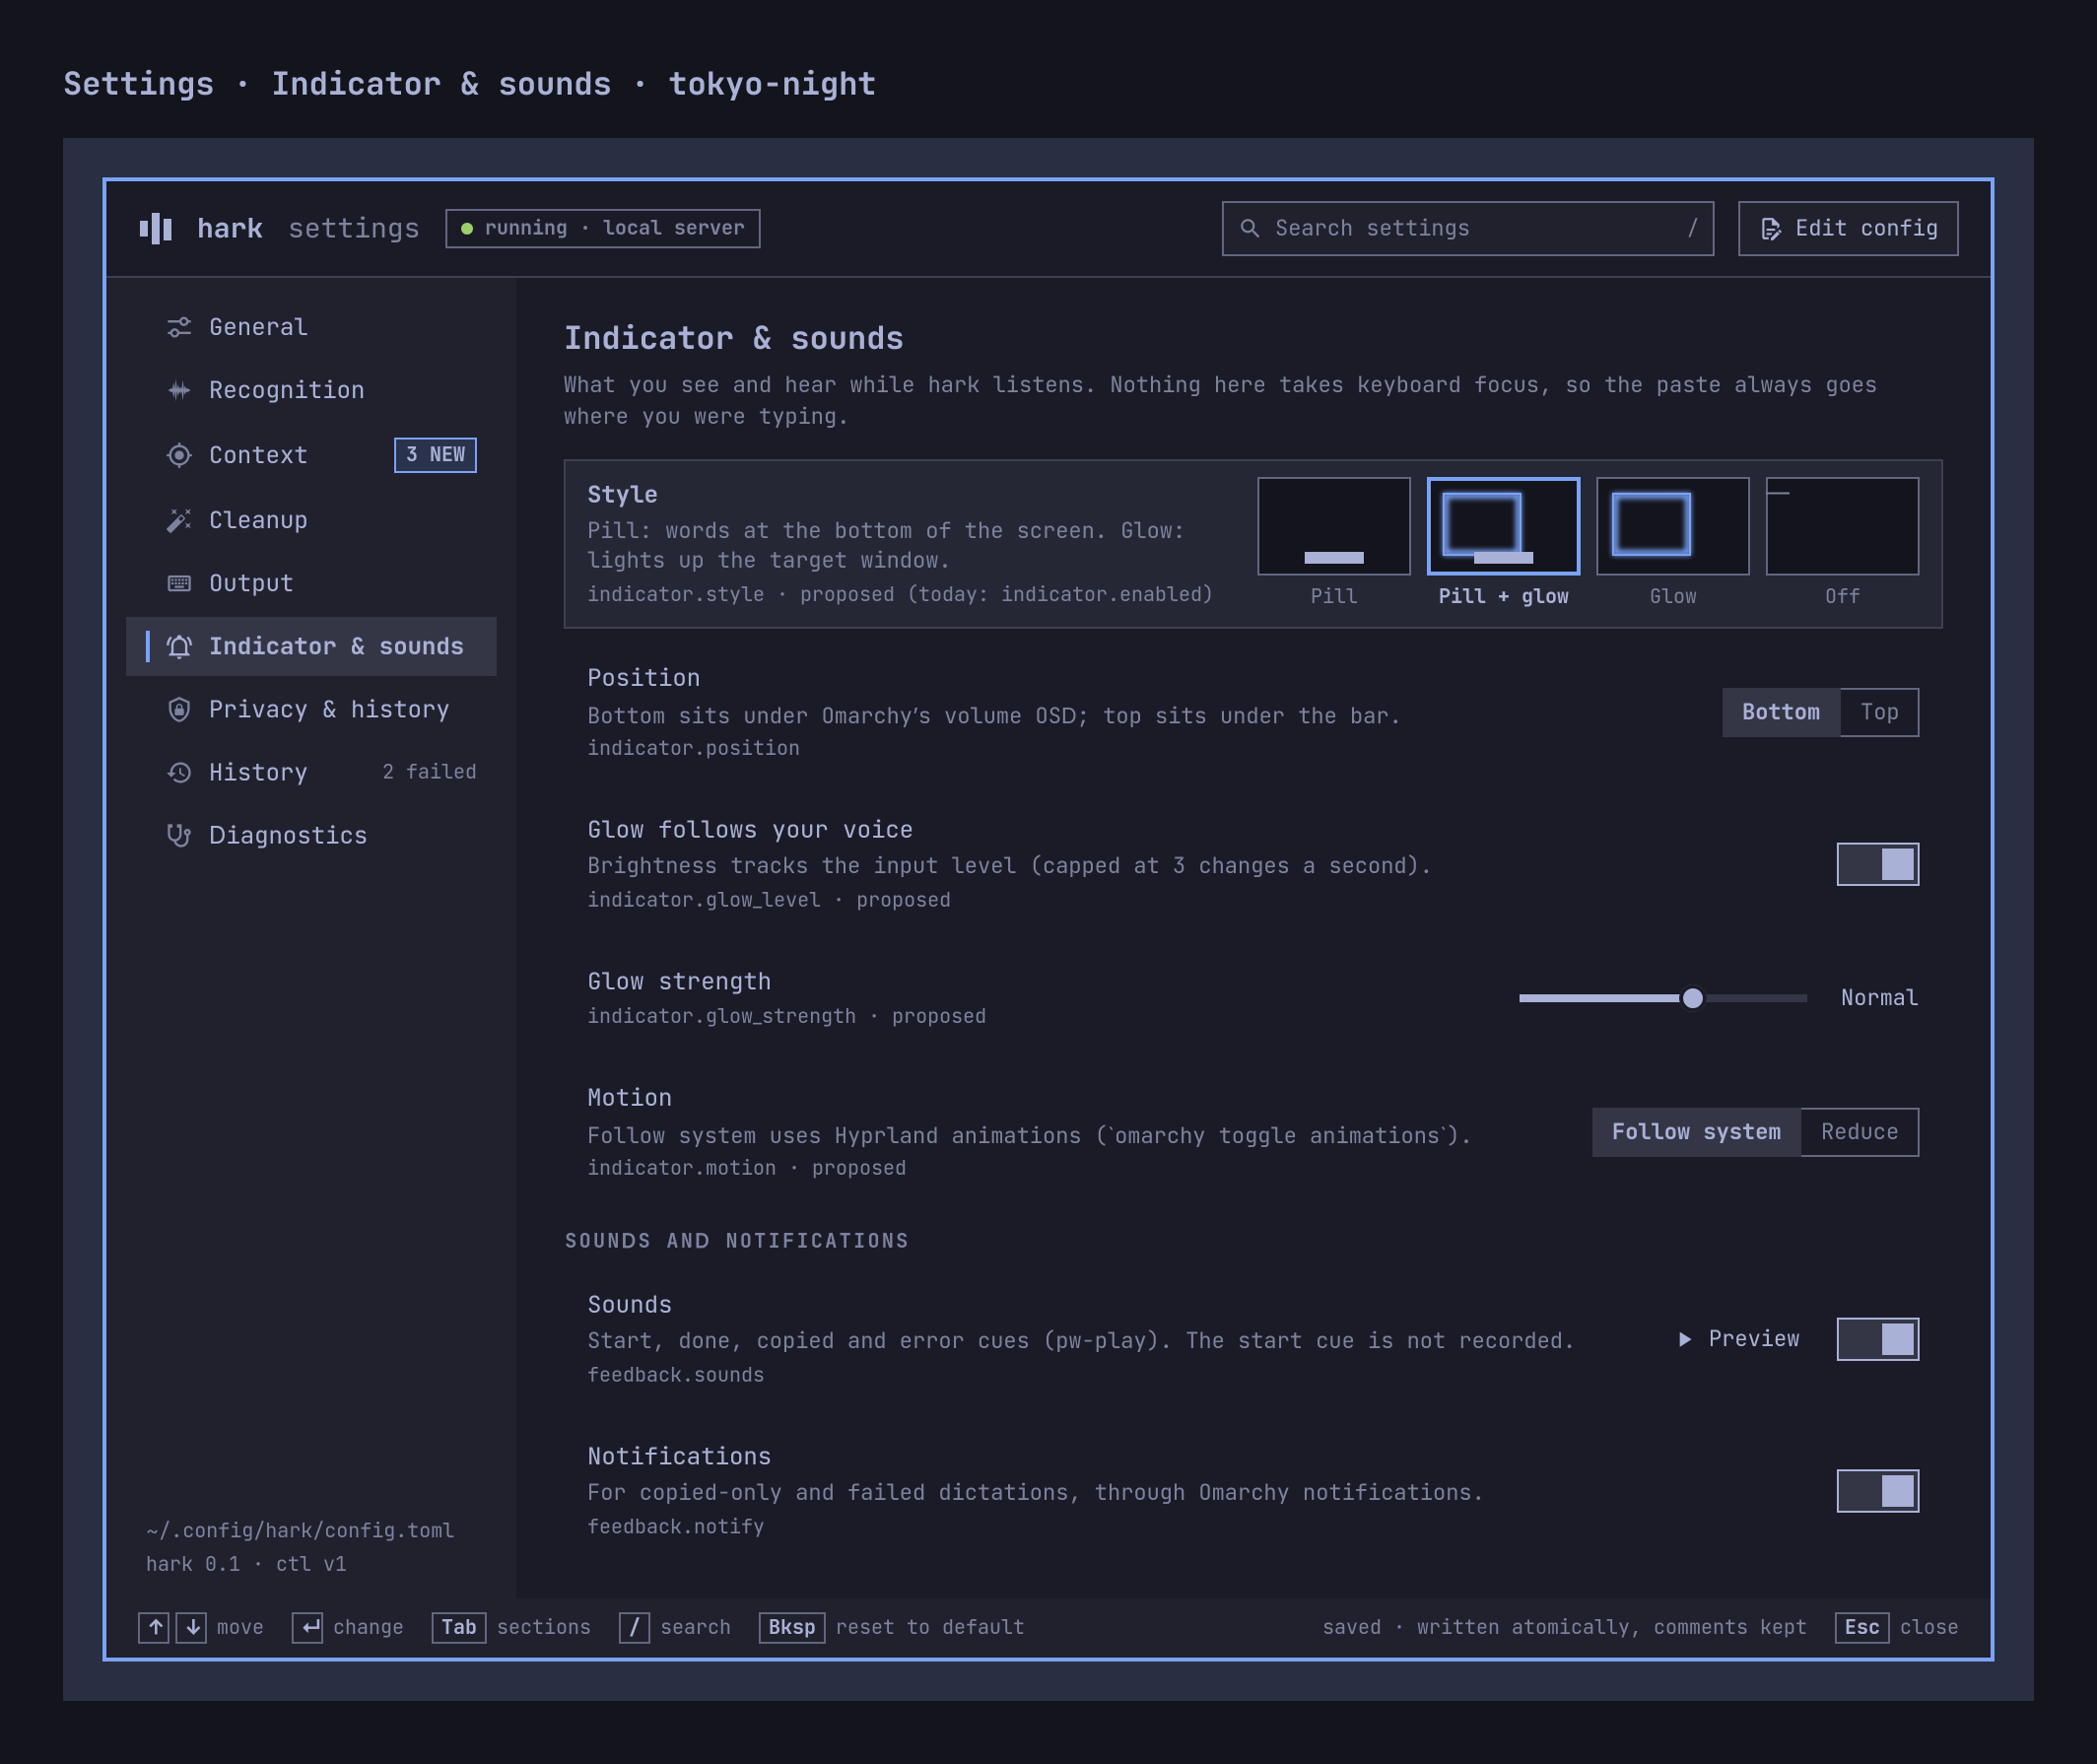 Settings · Indicator & sounds · tokyo-night
hark settings
running · local server
Search settings /
Edit config
General
Recognition
Context 3 NEW
Cleanup
Output
Indicator & sounds
Privacy & history
History 2 failed
Diagnostics
~/.config/hark/config.toml
hark 0.1 · ctl v1
Indicator & sounds
What you see and hear while hark listens. Nothing here takes keyboard focus, so the paste always goes
where you were typing.
Style
Pill: words at the bottom of the screen. Glow:
lights up the target window.
indicator.style · proposed (today: indicator.enabled)
Pill
Pill + glow
Glow
Off
Position
Bottom sits under Omarchy's volume OSD; top sits under the bar.
indicator.position
Bottom Top
Glow follows your voice
Brightness tracks the input level (capped at 3 changes a second).
indicator.glow_level · proposed
Glow strength
indicator.glow_strength · proposed
Normal
Motion
Follow system uses Hyprland animations (`omarchy toggle animations`).
indicator.motion · proposed
Follow system Reduce
SOUNDS AND NOTIFICATIONS
Sounds
Start, done, copied and error cues (pw-play). The start cue is not recorded.
feedback.sounds
Preview
Notifications
For copied-only and failed dictations, through Omarchy notifications.
feedback.notify
↑ ↓ move ↵ change Tab sections / search Bksp reset to default
saved · written atomically, comments kept Esc close